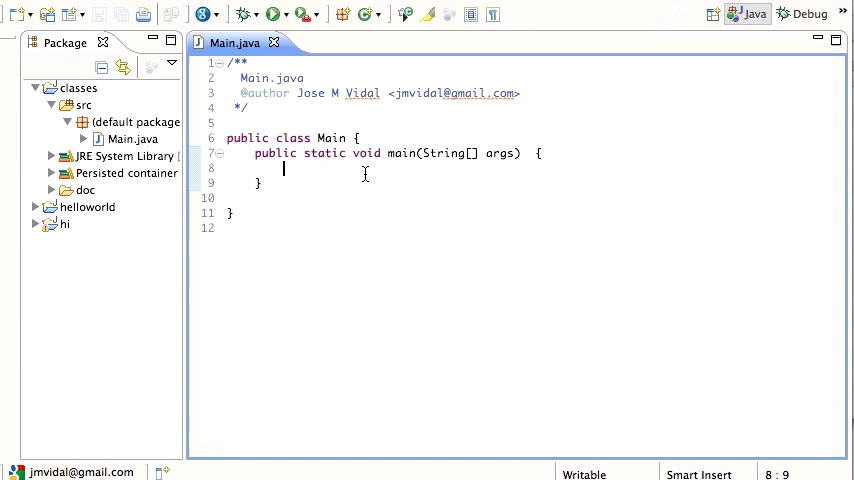 Java
Debug
»
Package
Main.java
classes
src
(default package
Main.java
JRE System Library [
Persisted container
doc
helloworld
hi
1 /**
2 Main.java
3 @author Jose M Vidal <jmvidal@gmail.com>
4 */
5
6 public class Main {
7 public static void main(String[] args)  {
8
9 }
10
11 }
12
jmvidal@gmail.com
Writable
Smart Insert
8 : 9